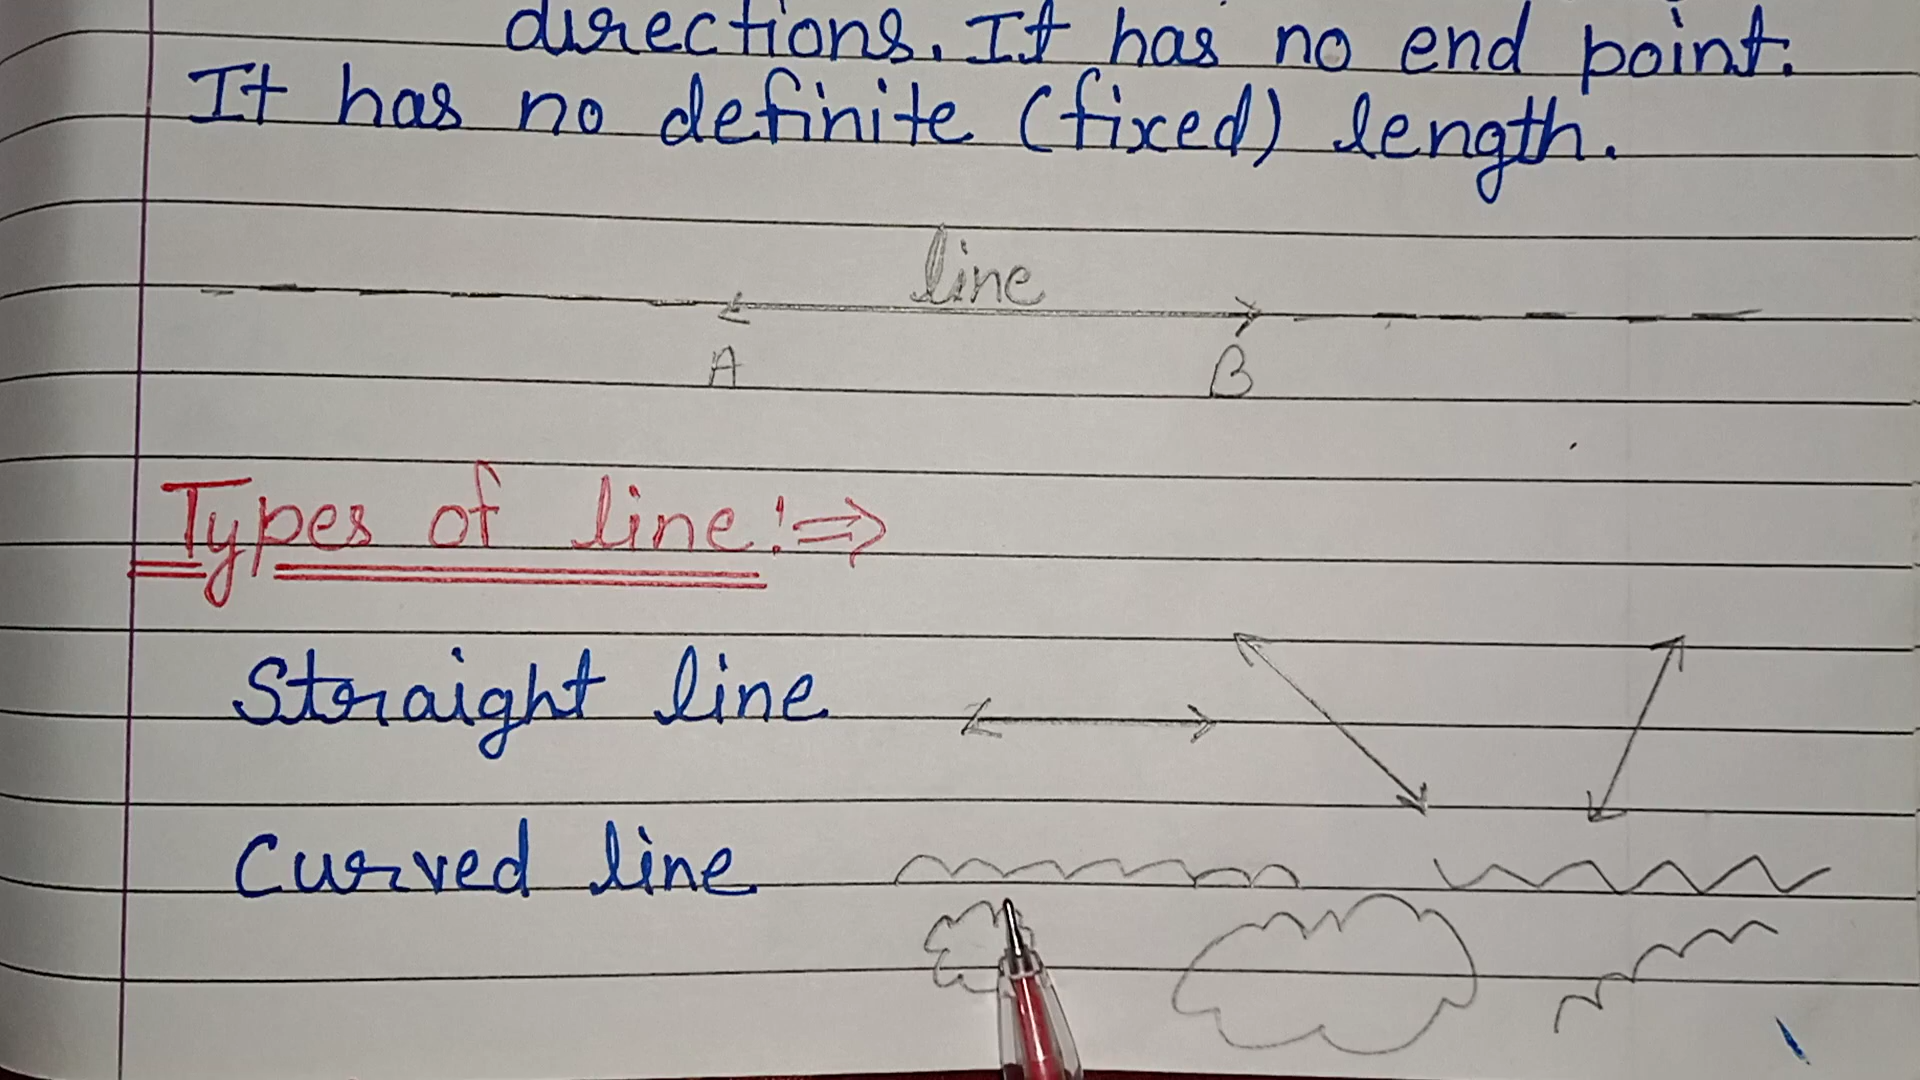 directions. It has no end point.
It has no definite (fixed) length.
line
A B
Types of line:⇒
Straight line
Curved line